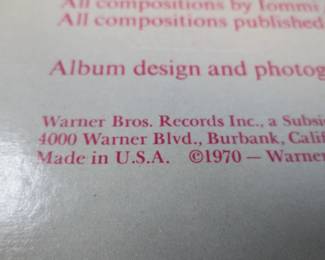 All compositions by Iommi
All compositions published
Album design and photog
Warner Bros. Records Inc., a Subsi
4000 Warner Blvd., Burbank, Calif
Made in U.S.A. ©1970 — Warner